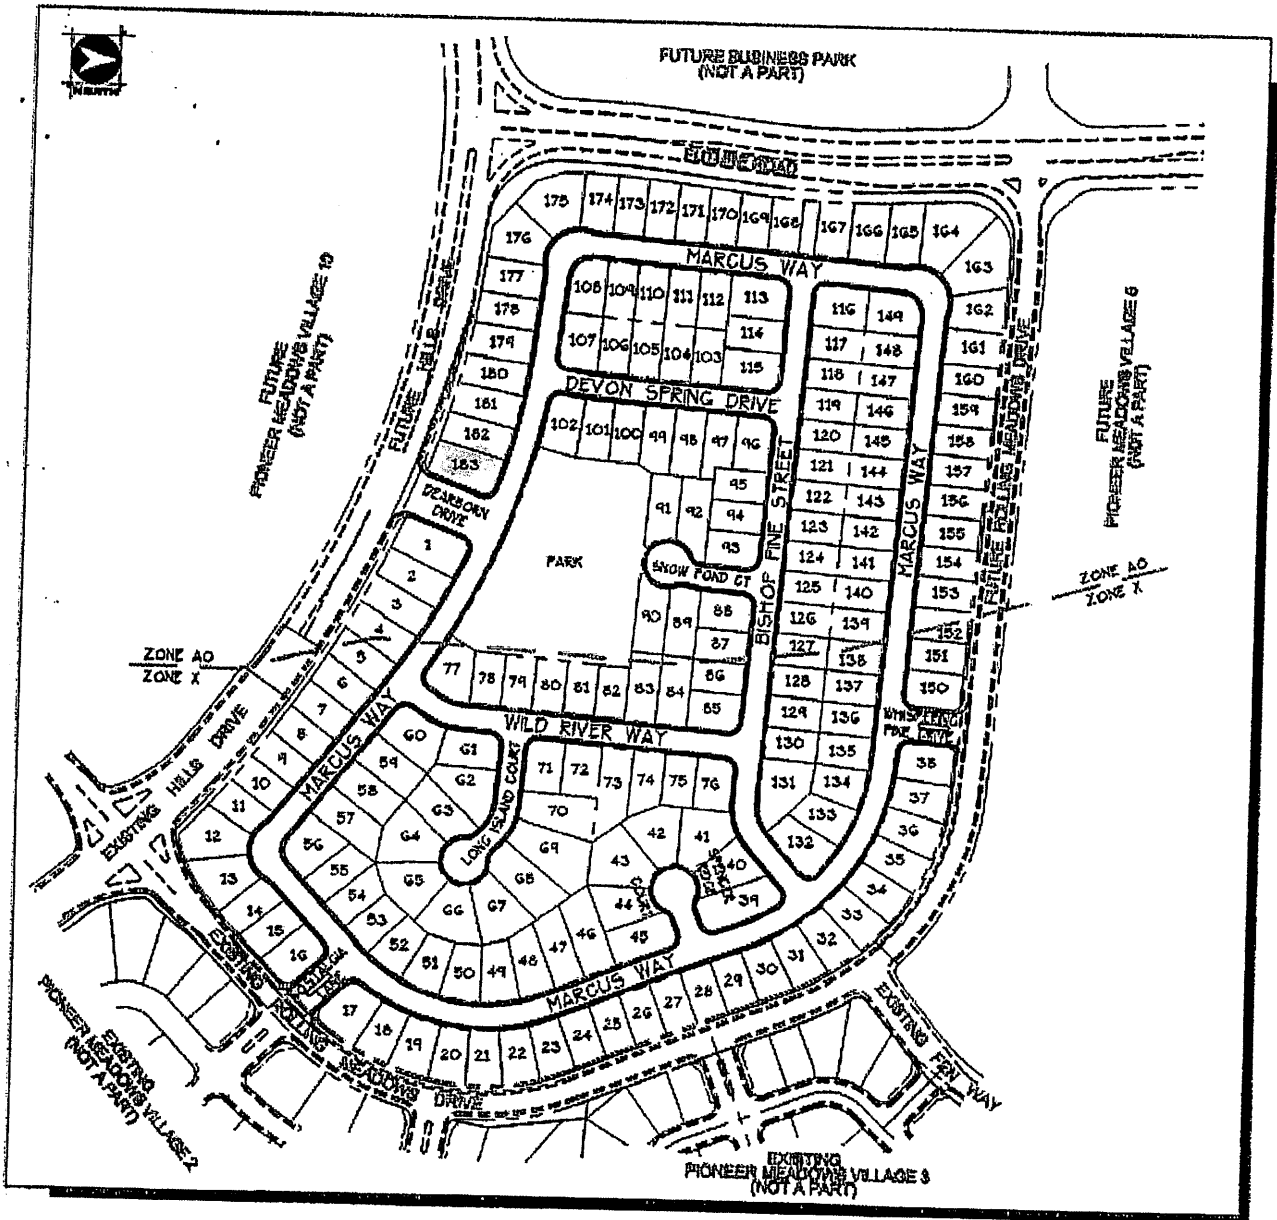 NORTH
FUTURE BUSINESS PARK
(NOT A PART)
FUTURE ROAD
175 174 173 172 171 170 169 168 167 166 165 164
176
163
MARCUS WAY
177
162
108 109 110 111 112 113
116 149
178
161
107 106 105 104 103 114
117 148
179
160
115
118 147
180
159
DEVON SPRING DRIVE
119 146
181
158
102 101 100 99 98 97 96
120 145
182
157
95
121 144
183
156
91 92 94
122 143
155
93
123 142
154
124 141
153
125 140
152
126 139
151
127 138
150
128 137
129 136
130 135
131 134
133
132
FUTURE HILLS DRIVE
FUTURE
PIONEER MEADOWS VILLAGE 10
(NOT A PART)
FUTURE
PIONEER MEADOWS VILLAGE 6
(NOT A PART)
FUTURE ROLLING MEADOWS DRIVE
MARCUS WAY
BISHOP PINE STREET
DEARBORN
DRIVE
PARK
SNOW POND CT
90 89 88
87
86
85
ZONE AO
ZONE X
ZONE AO
ZONE X
1
2
3
4
5
6
7
8
9
10
11
12
13
14
15
16
77 78 79 80 81 82 83 84
WILD RIVER WAY
WHISPERING
PINE DRIVE
MARCUS WAY
LONG ISLAND COURT
60 61
59 62
58 63
57 64
56 65
55
54
53
52
51 50 49 48 47 46 45 44
66 67 68 69 70
71 72 73 74 75 76
43 42 41 40 39
COURT
38
37
36
35
34
33
32
31
30
29
28
27
26
25
24
23
22
21
20
19
18
17
MARCUS WAY
EXISTING HILLS DRIVE
EXISTING ROLLING MEADOWS DRIVE
EXISTING
PIONEER MEADOWS VILLAGE 2
(NOT A PART)
EXISTING FEN WAY
EXISTING
PIONEER MEADOWS VILLAGE 3
(NOT A PART)